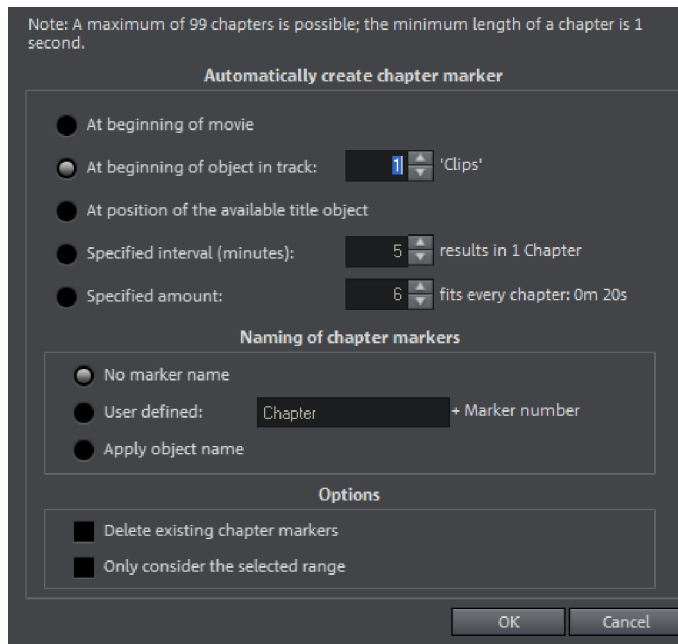 Note: A maximum of 99 chapters is possible; the minimum length of a chapter is 1
second.
Automatically create chapter marker
At beginning of movie
At beginning of object in track: 1 'Clips'
At position of the available title object
Specified interval (minutes): 5 results in 1 Chapter
Specified amount: 6 fits every chapter: 0m 20s
Naming of chapter markers
No marker name
User defined: Chapter + Marker number
Apply object name
Options
Delete existing chapter markers
Only consider the selected range
OK Cancel